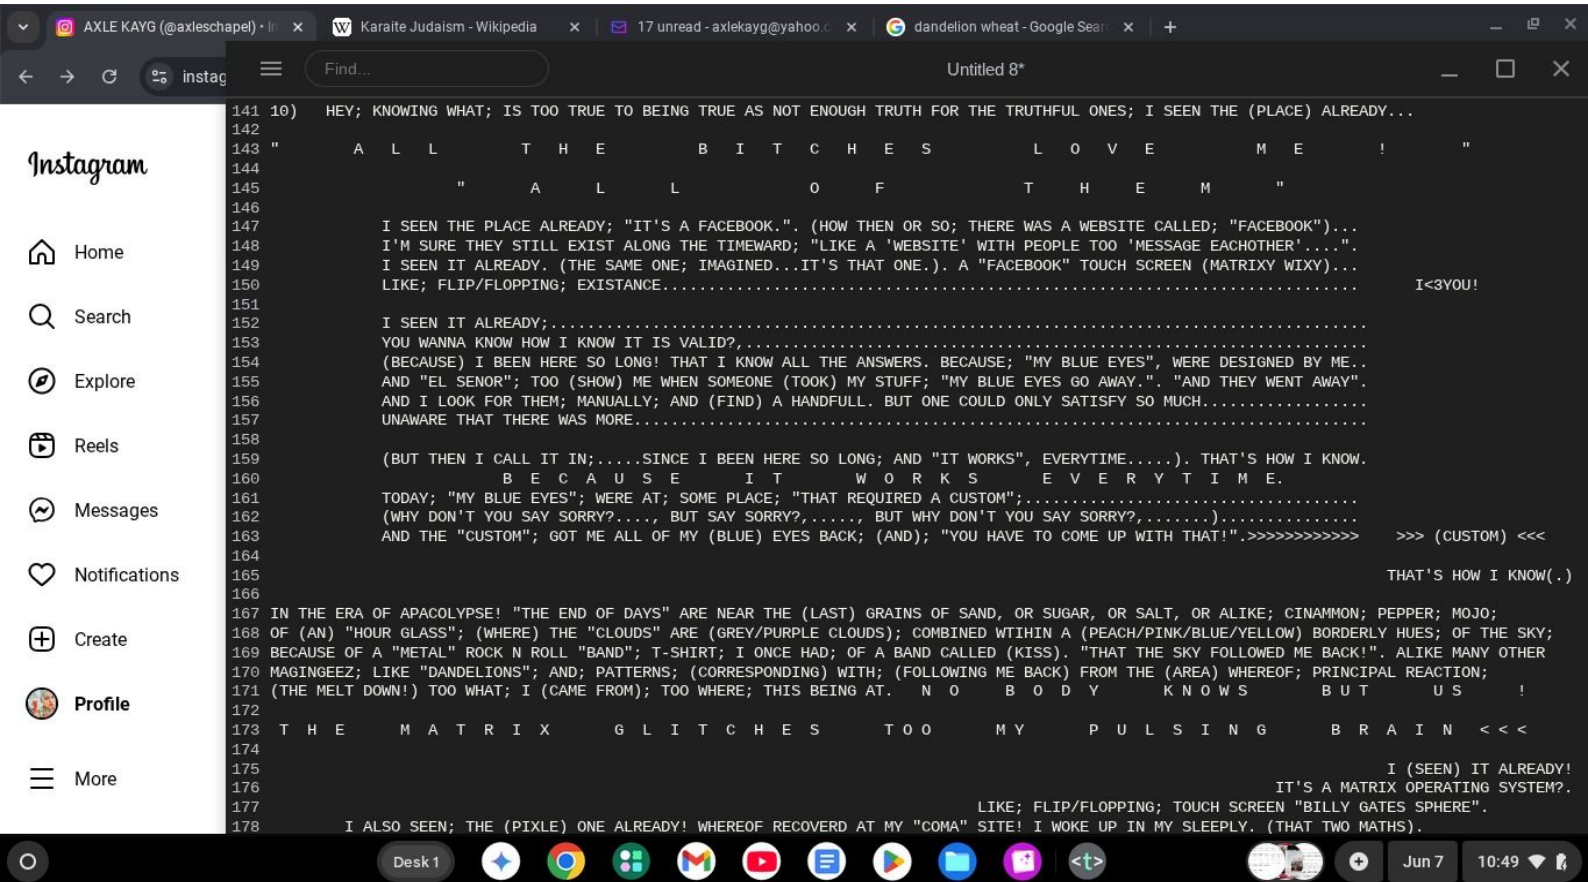 AXLE KAYG (@axleschapel) • In
Karaite Judaism - Wikipedia
17 unread - axlekayg@yahoo.c
dandelion wheat - Google Sear
instag
Find...
Untitled 8*
Instagram
Home
Search
Explore
Reels
Messages
Notifications
Create
Profile
More
141 10) HEY; KNOWING WHAT; IS TOO TRUE TO BEING TRUE AS NOT ENOUGH TRUTH FOR THE TRUTHFUL ONES; I SEEN THE (PLACE) ALREADY...
142
143 " A L L T H E B I T C H E S L O V E M E ! "
144
145 " A L L O F T H E M "
146
147 I SEEN THE PLACE ALREADY; "IT'S A FACEBOOK.". (HOW THEN OR SO; THERE WAS A WEBSITE CALLED; "FACEBOOK")...
148 I'M SURE THEY STILL EXIST ALONG THE TIMEWARD; "LIKE A 'WEBSITE' WITH PEOPLE TOO 'MESSAGE EACHOTHER'....".
149 I SEEN IT ALREADY. (THE SAME ONE; IMAGINED...IT'S THAT ONE.). A "FACEBOOK" TOUCH SCREEN (MATRIXY WIXY)...
150 LIKE; FLIP/FLOPPING; EXISTANCE........................................................................... I<3YOU!
151
152 I SEEN IT ALREADY;........................................................................................
153 YOU WANNA KNOW HOW I KNOW IT IS VALID?,...................................................................
154 (BECAUSE) I BEEN HERE SO LONG! THAT I KNOW ALL THE ANSWERS. BECAUSE; "MY BLUE EYES", WERE DESIGNED BY ME..
155 AND "EL SENOR"; TOO (SHOW) ME WHEN SOMEONE (TOOK) MY STUFF; "MY BLUE EYES GO AWAY.". "AND THEY WENT AWAY".
156 AND I LOOK FOR THEM; MANUALLY; AND (FIND) A HANDFULL. BUT ONE COULD ONLY SATISFY SO MUCH..................
157 UNAWARE THAT THERE WAS MORE...............................................................................
158
159 (BUT THEN I CALL IT IN;.....SINCE I BEEN HERE SO LONG; AND "IT WORKS", EVERYTIME.....). THAT'S HOW I KNOW.
160 B E C A U S E I T W O R K S E V E R Y T I M E.
161 TODAY; "MY BLUE EYES"; WERE AT; SOME PLACE; "THAT REQUIRED A CUSTOM";....................................
162 (WHY DON'T YOU SAY SORRY?...., BUT SAY SORRY?,....., BUT WHY DON'T YOU SAY SORRY?,.......)...............
163 AND THE "CUSTOM"; GOT ME ALL OF MY (BLUE) EYES BACK; (AND); "YOU HAVE TO COME UP WITH THAT!".>>>>>>>>>>>> >>> (CUSTOM) <<<
164
165 THAT'S HOW I KNOW(.)
166
167 IN THE ERA OF APACOLYPSE! "THE END OF DAYS" ARE NEAR THE (LAST) GRAINS OF SAND, OR SUGAR, OR SALT, OR ALIKE; CINAMMON; PEPPER; MOJO;
168 OF (AN) "HOUR GLASS"; (WHERE) THE "CLOUDS" ARE (GREY/PURPLE CLOUDS); COMBINED WTIHIN A (PEACH/PINK/BLUE/YELLOW) BORDERLY HUES; OF THE SKY;
169 BECAUSE OF A "METAL" ROCK N ROLL "BAND"; T-SHIRT; I ONCE HAD; OF A BAND CALLED (KISS). "THAT THE SKY FOLLOWED ME BACK!". ALIKE MANY OTHER
170 MAGINGEEZ; LIKE "DANDELIONS"; AND; PATTERNS; (CORRESPONDING) WITH; (FOLLOWING ME BACK) FROM THE (AREA) WHEREOF; PRINCIPAL REACTION;
171 (THE MELT DOWN!) TOO WHAT; I (CAME FROM); TOO WHERE; THIS BEING AT. N O B O D Y K N O W S B U T U S !
172
173 T H E M A T R I X G L I T C H E S T O O M Y P U L S I N G B R A I N < < <
174
175 I (SEEN) IT ALREADY!
176 IT'S A MATRIX OPERATING SYSTEM?.
177 LIKE; FLIP/FLOPPING; TOUCH SCREEN "BILLY GATES SPHERE".
178 I ALSO SEEN; THE (PIXLE) ONE ALREADY! WHEREOF RECOVERD AT MY "COMA" SITE! I WOKE UP IN MY SLEEPLY. (THAT TWO MATHS).
Desk 1
<t>
Jun 7
10:49